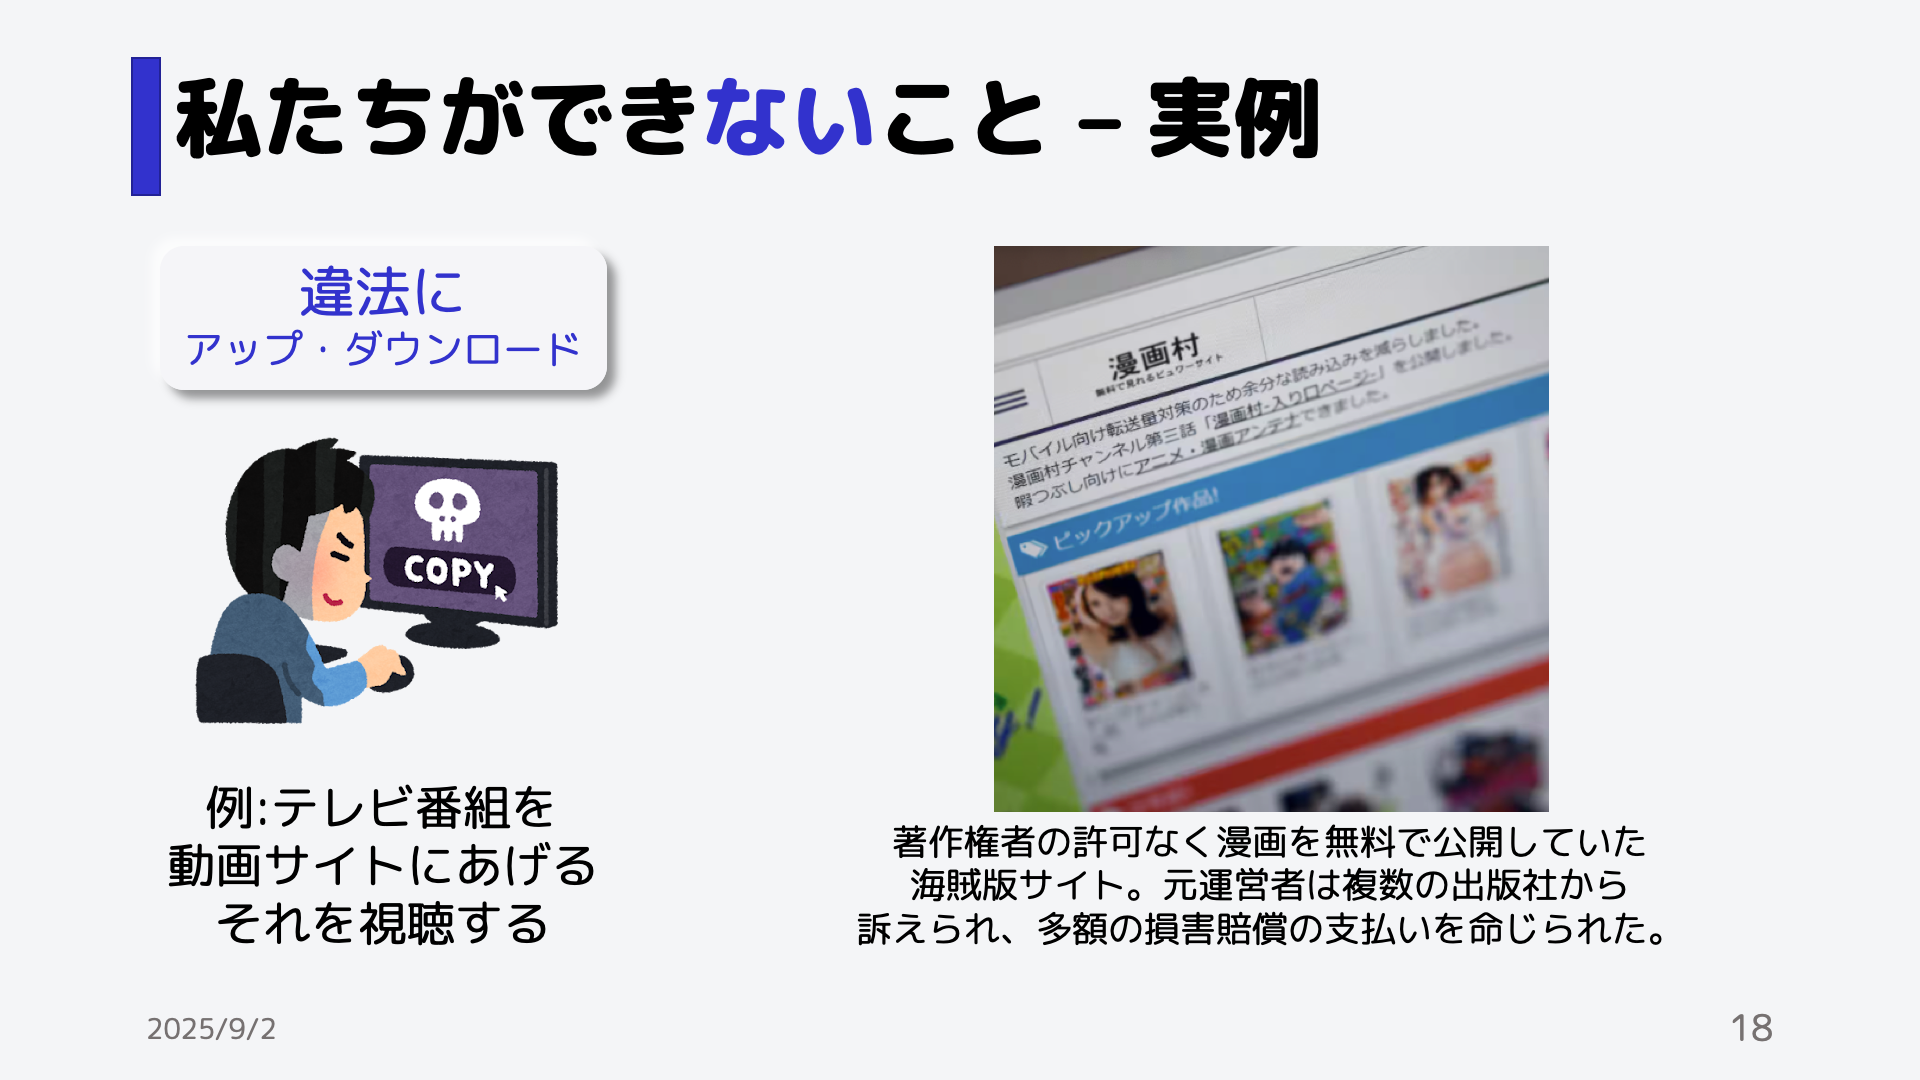 私たちができないこと – 実例
違法に
アップ・ダウンロード
COPY
例:テレビ番組を
動画サイトにあげる
それを視聴する
漫画村
無料で見れるビュワーサイト
モバイル向け転送量対策のため余分な読み込みを減らしました。
漫画村チャンネル第三話「漫画村-入り口ページ-」を公開しました。
暇つぶし向けにアニメ・漫画アンテナできました。
ピックアップ作品!
著作権者の許可なく漫画を無料で公開していた
海賊版サイト。元運営者は複数の出版社から
訴えられ、多額の損害賠償の支払いを命じられた。
2025/9/2
18